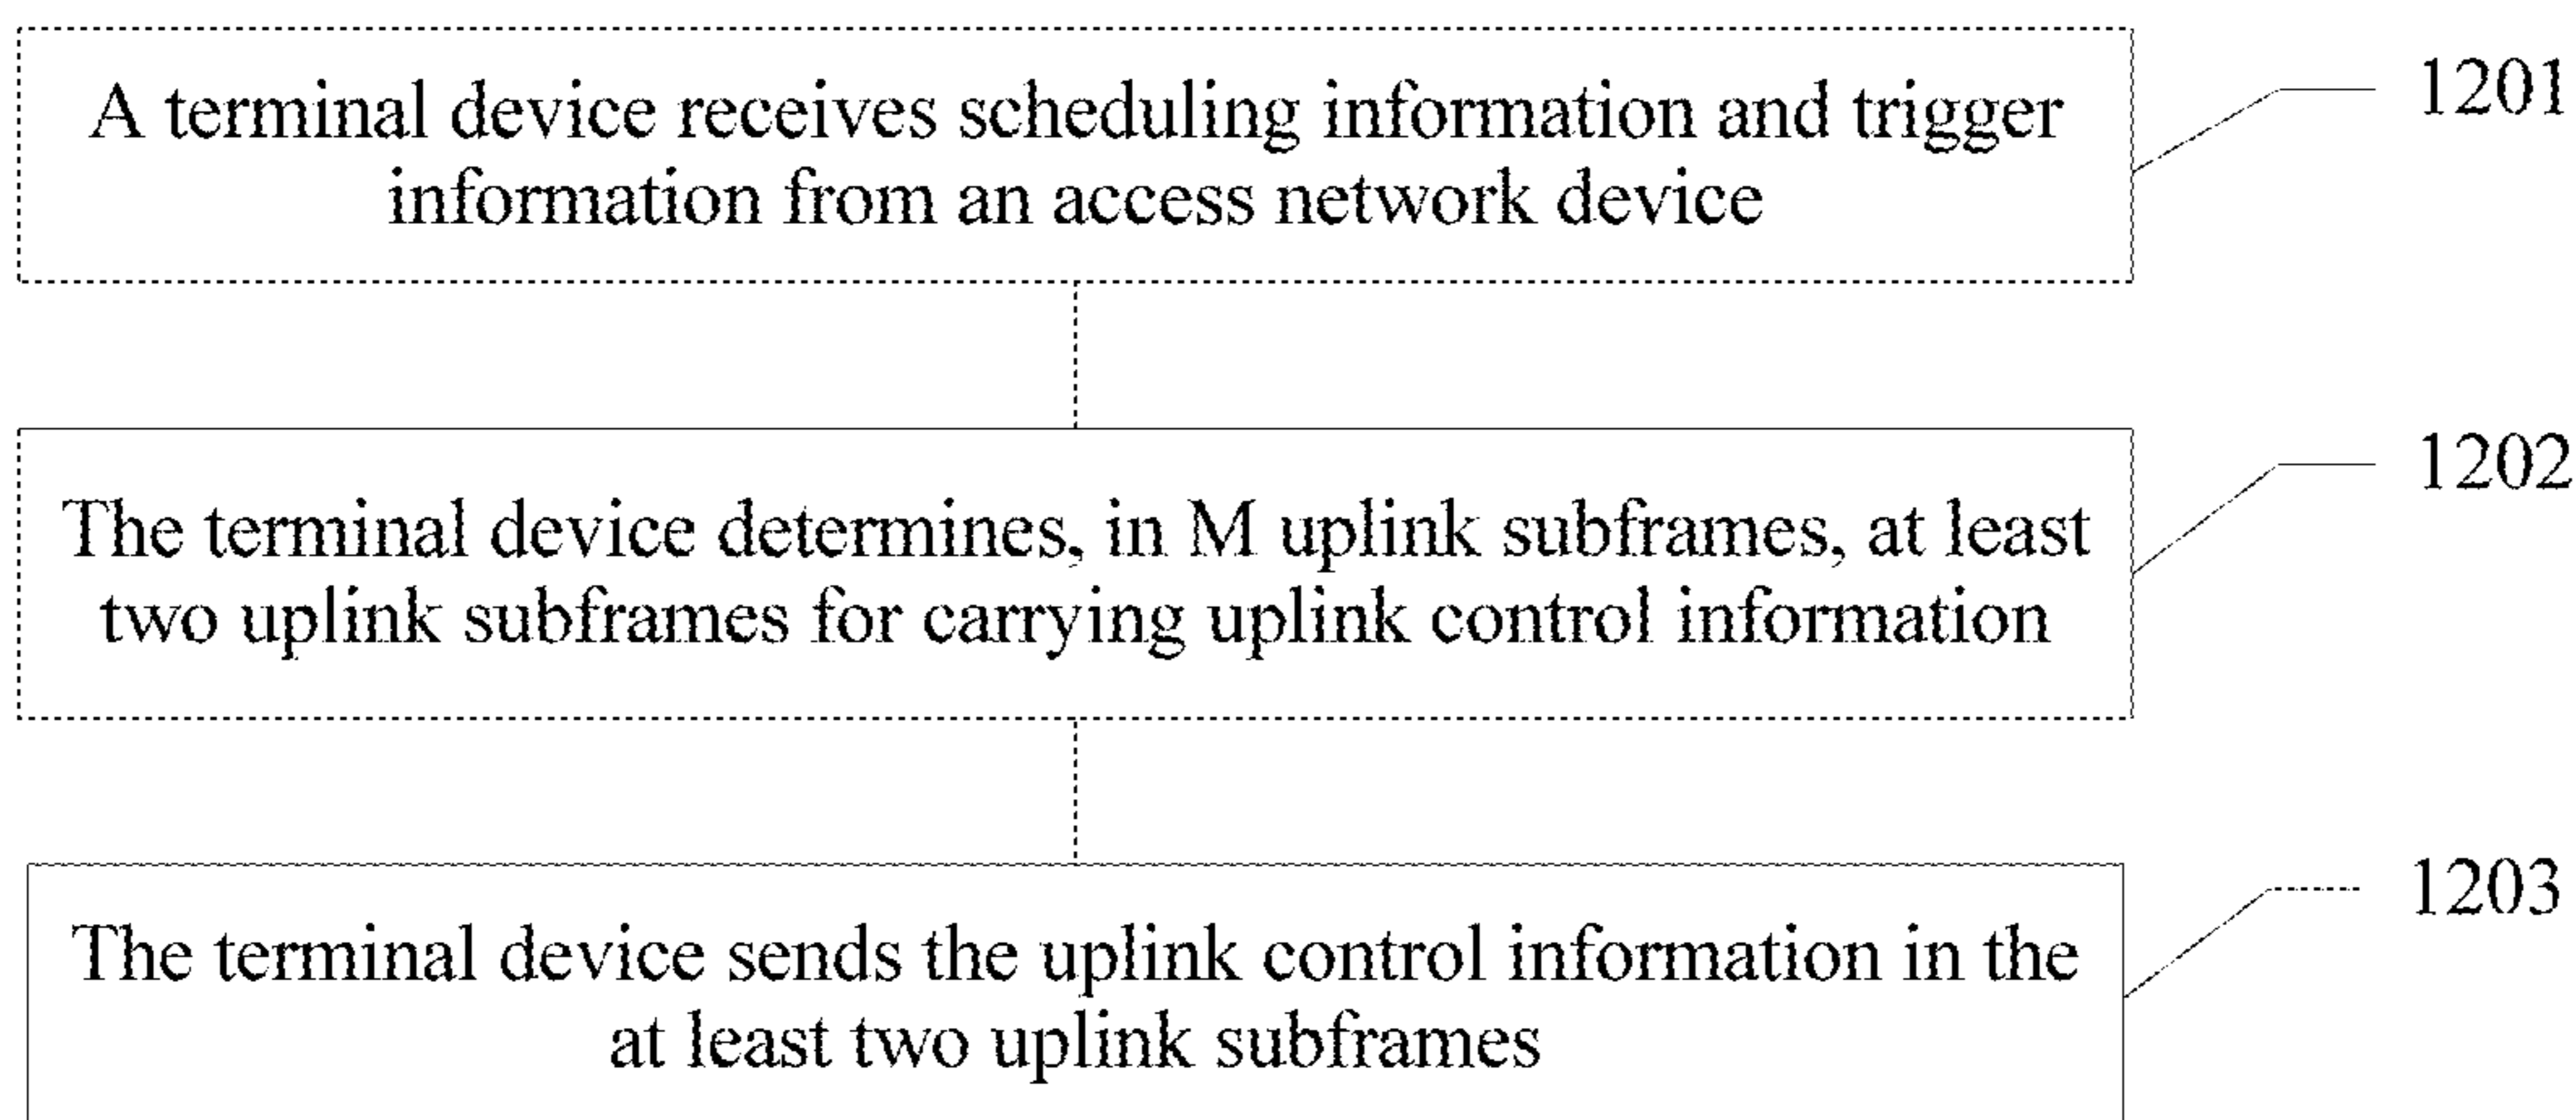 A terminal device receives scheduling information and trigger
information from an access network device
1201
The terminal device determines, in M uplink subframes, at least
two uplink subframes for carrying uplink control information
1202
The terminal device sends the uplink control information in the
at least two uplink subframes
1203